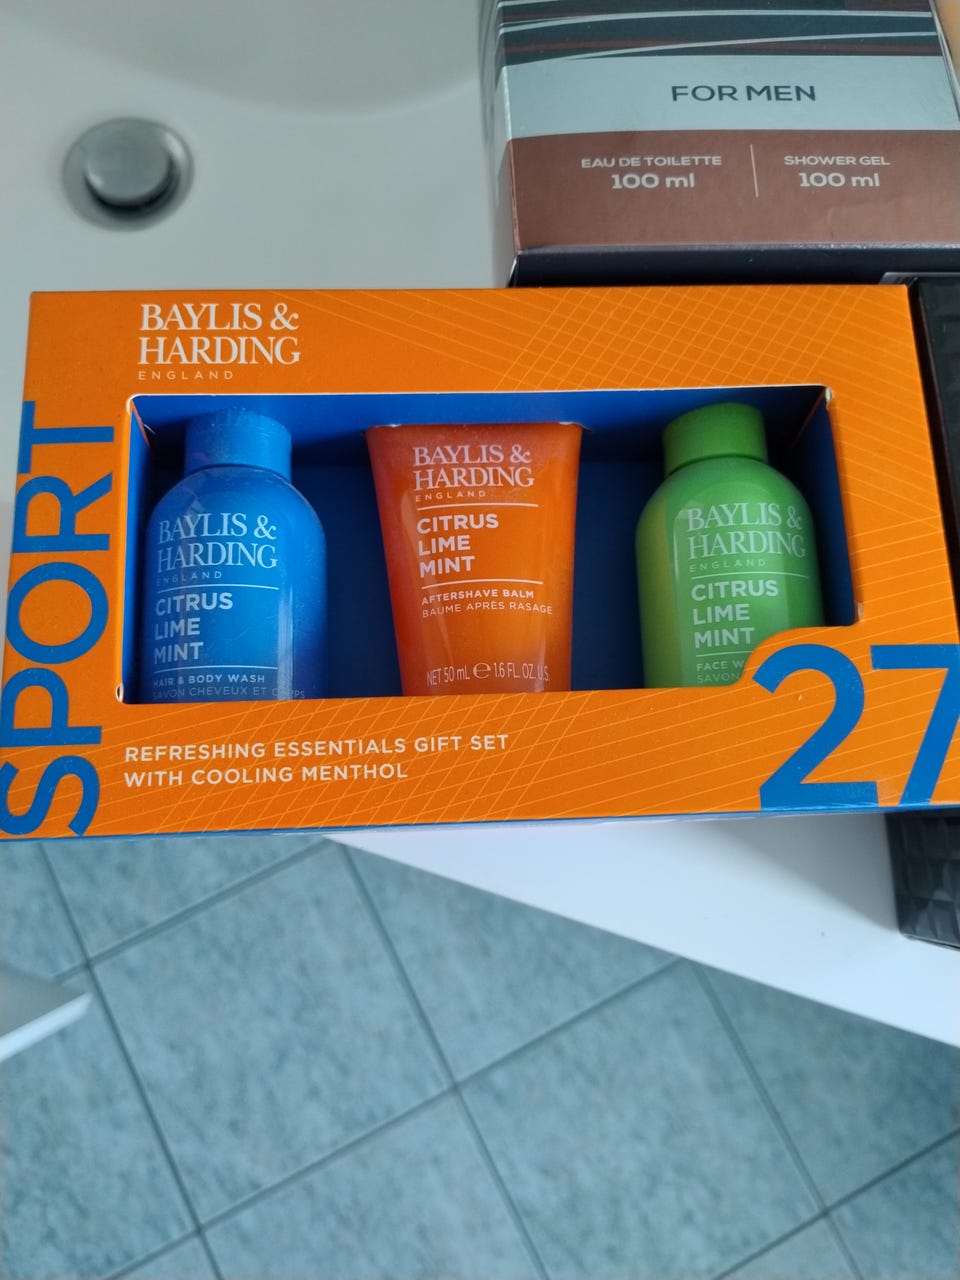 FOR MEN
EAU DE TOILETTE
100 ml
SHOWER GEL
100 ml
BAYLIS &
HARDING
ENGLAND
SPORT
BAYLIS &
HARDING
ENGLAND
CITRUS
LIME
MINT
HAIR & BODY WASH
SAVON CHEVEUX ET CORPS
BAYLIS &
HARDING
ENGLAND
CITRUS
LIME
MINT
AFTERSHAVE BALM
BAUME APRÈS RASAGE
NET 50 mL ℮ 1.6 FL. OZ. U.S.
BAYLIS &
HARDING
ENGLAND
CITRUS
LIME
MINT
FACE
SAVON
27
REFRESHING ESSENTIALS GIFT SET
WITH COOLING MENTHOL